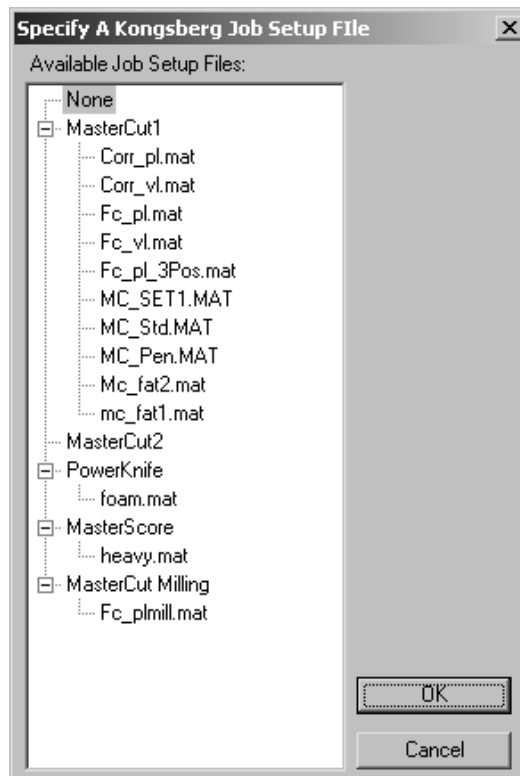 Specify A Kongsberg Job Setup FIle
Available Job Setup Files:
None
MasterCut1
Corr_pl.mat
Corr_vl.mat
Fc_pl.mat
Fc_vl.mat
Fc_pl_3Pos.mat
MC_SET1.MAT
MC_Std.MAT
MC_Pen.MAT
Mc_fat2.mat
mc_fat1.mat
MasterCut2
PowerKnife
foam.mat
MasterScore
heavy.mat
MasterCut Milling
Fc_plmill.mat
OK
Cancel